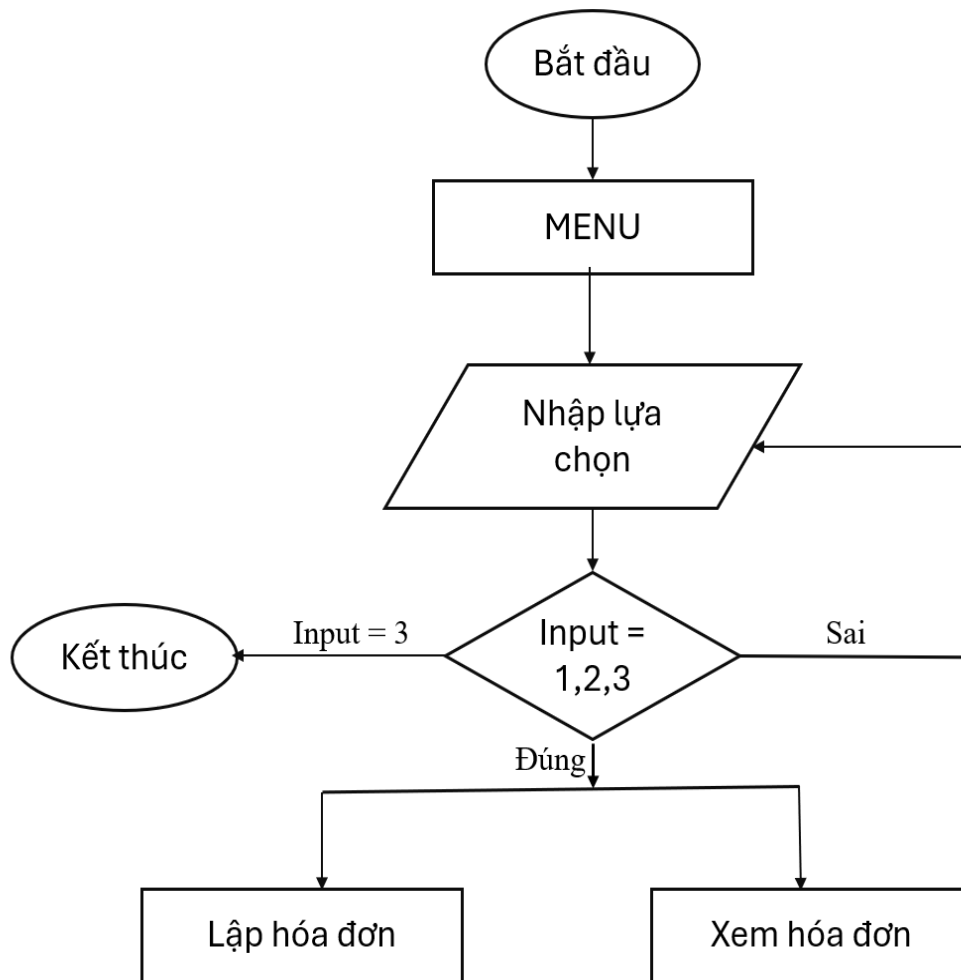 Bắt đầu
MENU
Nhập lựa
chọn
Input =
1,2,3
Input = 3
Kết thúc
Sai
Đúng
Lập hóa đơn
Xem hóa đơn